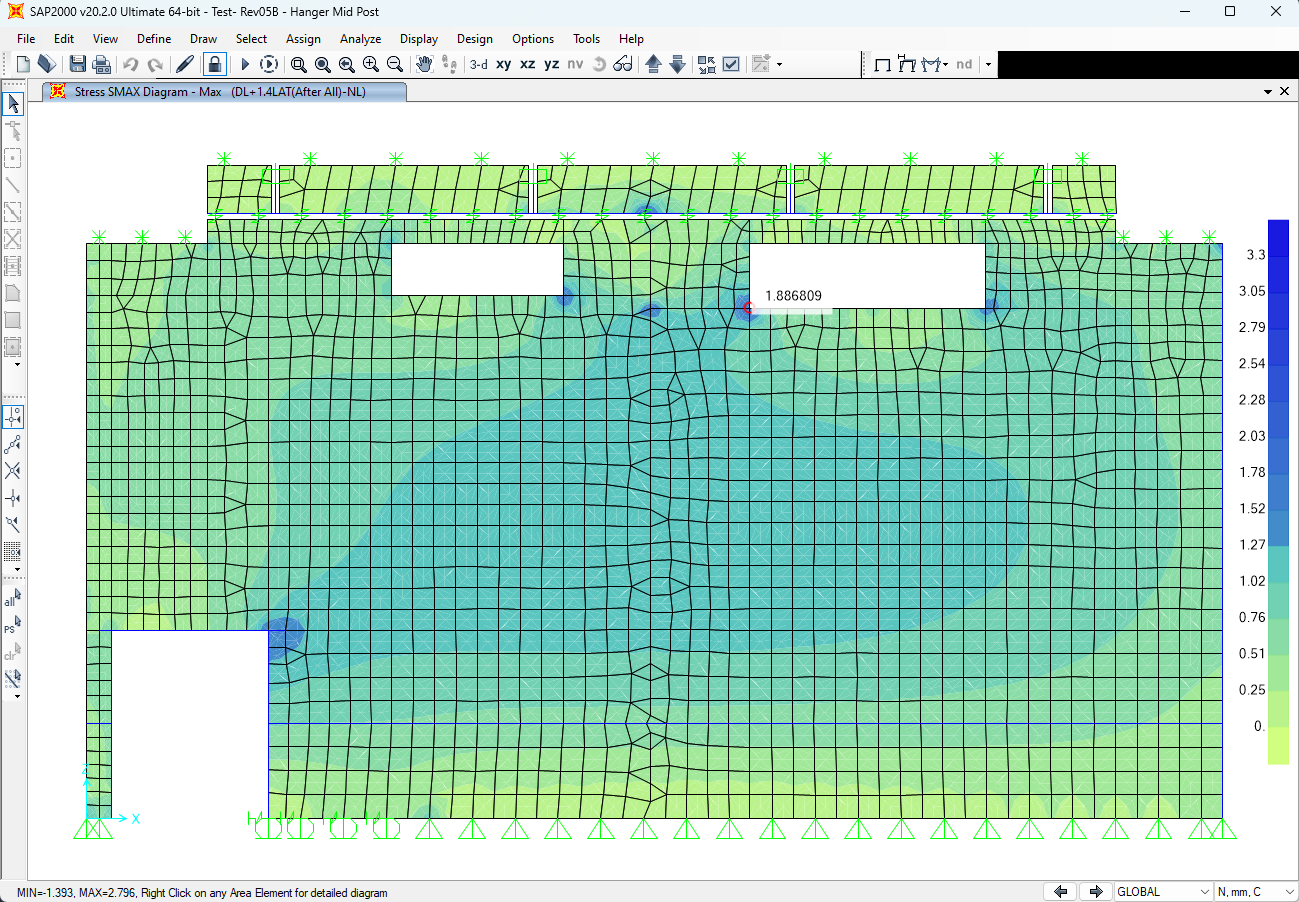 SAP2000 v20.2.0 Ultimate 64-bit - Test- Rev05B - Hanger Mid Post
File Edit View Define Draw Select Assign Analyze Display Design Options Tools Help
3-d xy xz yz nv nd
Stress SMAX Diagram - Max (DL+1.4LAT(After All)-NL)
1.886809
3.3
3.05
2.79
2.54
2.28
2.03
1.78
1.52
1.27
1.02
0.76
0.51
0.25
0.
all
PS
clr
Z
X
MIN=-1.393, MAX=2.796, Right Click on any Area Element for detailed diagram
GLOBAL
N, mm, C